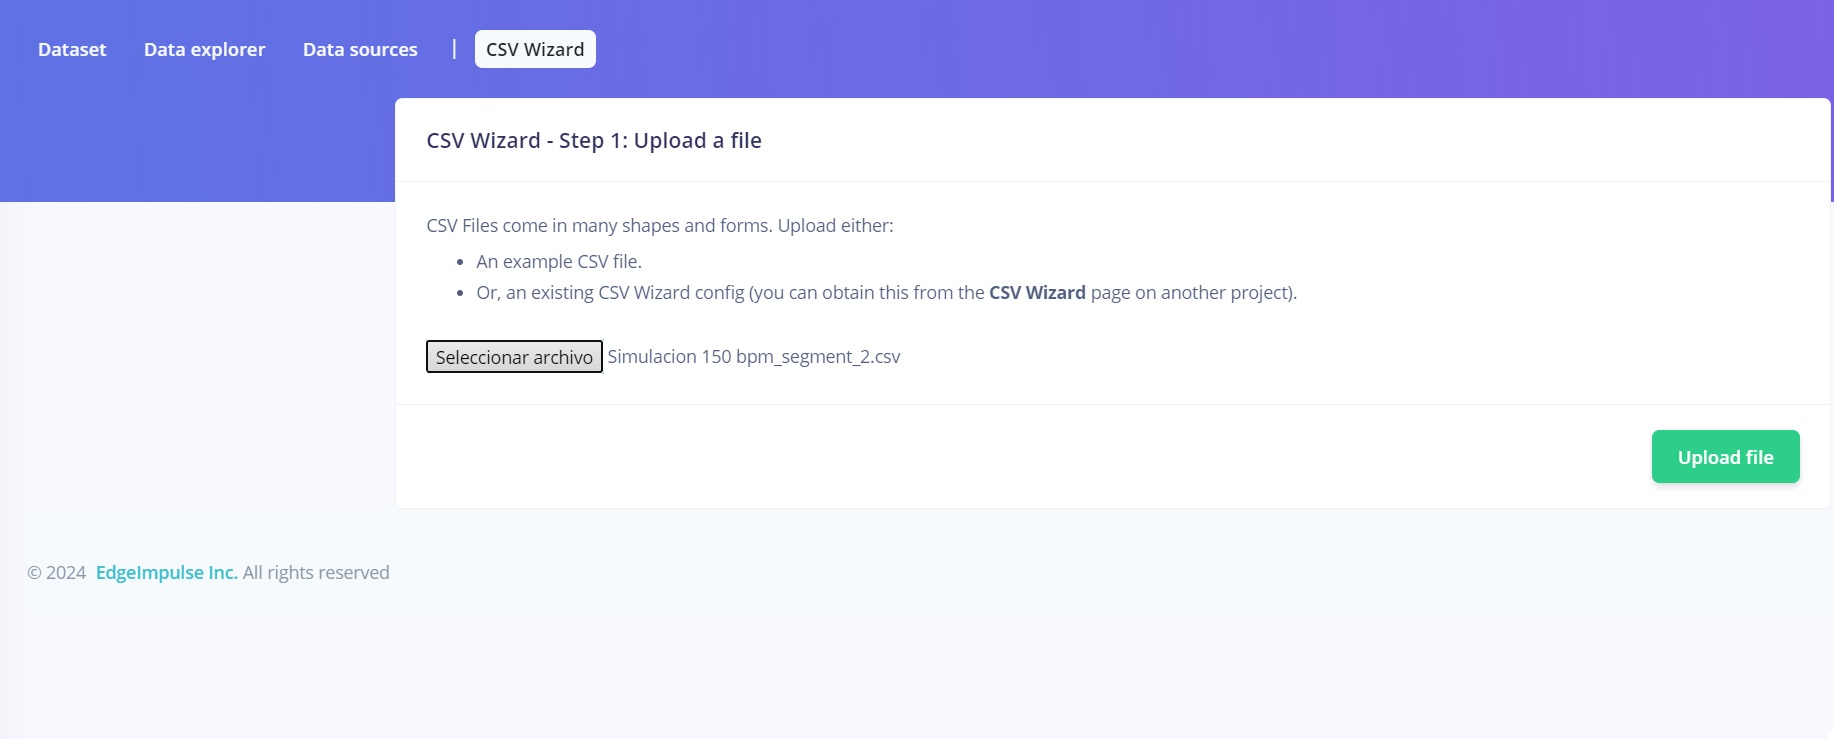 Dataset Data explorer Data sources | CSV Wizard
CSV Wizard - Step 1: Upload a file
CSV Files come in many shapes and forms. Upload either:
• An example CSV file.
• Or, an existing CSV Wizard config (you can obtain this from the CSV Wizard page on another project).
Seleccionar archivo Simulacion 150 bpm_segment_2.csv
Upload file
© 2024 EdgeImpulse Inc. All rights reserved